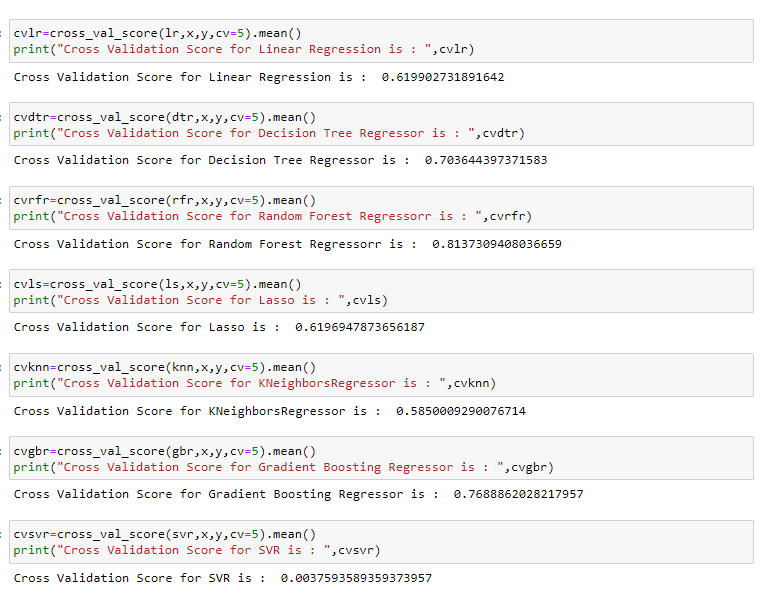 cvlr=cross_val_score(lr,x,y,cv=5).mean()
print("Cross Validation Score for Linear Regression is : ",cvlr)
Cross Validation Score for Linear Regression is :  0.619902731891642
cvdtr=cross_val_score(dtr,x,y,cv=5).mean()
print("Cross Validation Score for Decision Tree Regressor is : ",cvdtr)
Cross Validation Score for Decision Tree Regressor is :  0.703644397371583
cvrfr=cross_val_score(rfr,x,y,cv=5).mean()
print("Cross Validation Score for Random Forest Regressorr is : ",cvrfr)
Cross Validation Score for Random Forest Regressorr is :  0.8137309408036659
cvls=cross_val_score(ls,x,y,cv=5).mean()
print("Cross Validation Score for Lasso is : ",cvls)
Cross Validation Score for Lasso is :  0.6196947873656187
cvknn=cross_val_score(knn,x,y,cv=5).mean()
print("Cross Validation Score for KNeighborsRegressor is : ",cvknn)
Cross Validation Score for KNeighborsRegressor is :  0.5850009290076714
cvgbr=cross_val_score(gbr,x,y,cv=5).mean()
print("Cross Validation Score for Gradient Boosting Regressor is : ",cvgbr)
Cross Validation Score for Gradient Boosting Regressor is :  0.7688862028217957
cvsvr=cross_val_score(svr,x,y,cv=5).mean()
print("Cross Validation Score for SVR is : ",cvsvr)
Cross Validation Score for SVR is :  0.0037593589359373957